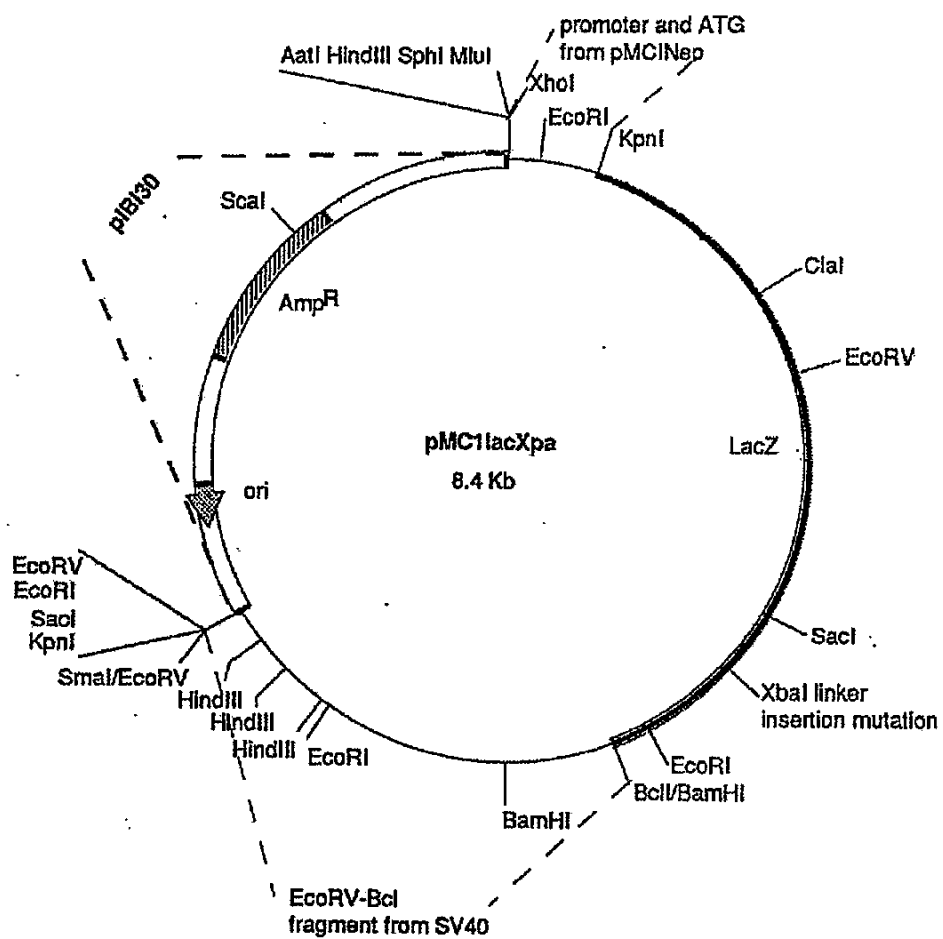 promoter and ATG
from pMCINep
AatI HindIII SphI MluI
XhoI
EcoRI
KpnI
pIBI30
ScaI
AmpR
ClaI
EcoRV
pMC1lacXpa
8.4 Kb
LacZ
ori
EcoRV
EcoRI
SacI
KpnI
SmaI/EcoRV
HindIII
HindIII
HindIII
EcoRI
SacI
XbaI linker
insertion mutation
EcoRI
BclI/BamHI
BamHI
EcoRV-BcI
fragment from SV40